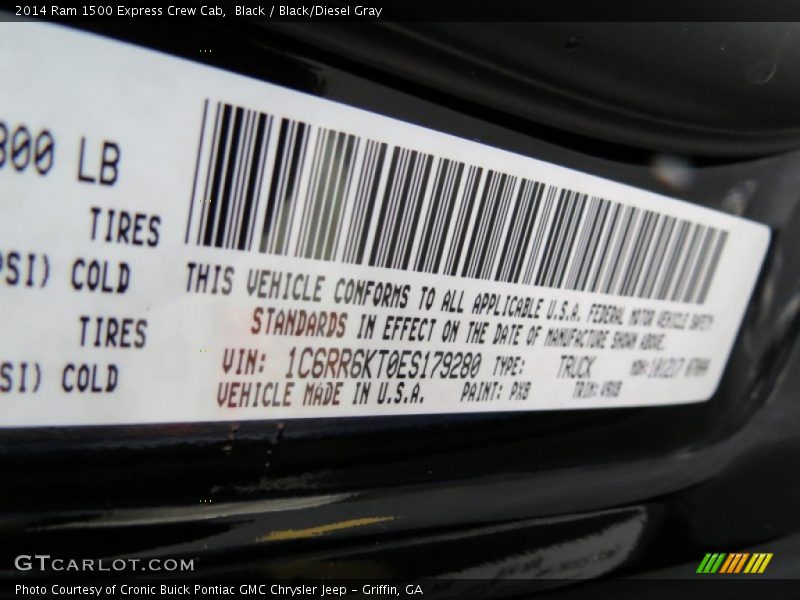 2014 Ram 1500 Express Crew Cab, Black / Black/Diesel Gray
800 LB
TIRES
PSI) COLD
TIRES
SI) COLD
THIS VEHICLE CONFORMS TO ALL APPLICABLE U.S.A. FEDERAL MOTOR VEHICLE SAFETY
STANDARDS IN EFFECT ON THE DATE OF MANUFACTURE SHOWN ABOVE.
VIN: 1C6RR6KT0ES179280 TYPE: TRUCK
VEHICLE MADE IN U.S.A. PAINT: PX8 TRIM:
GTCARLOT.COM
Photo Courtesy of Cronic Buick Pontiac GMC Chrysler Jeep - Griffin, GA